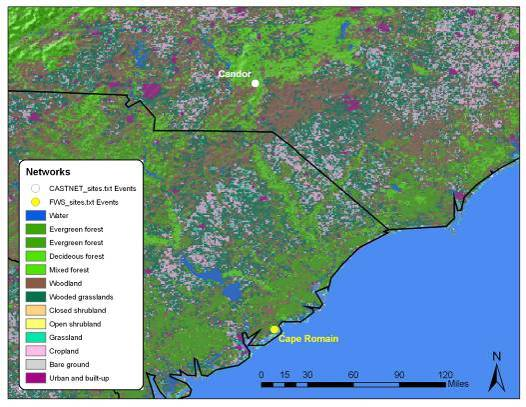 Candor
Networks
CASTNET_sites.txt Events
FWS_sites.txt Events
Water
Evergreen forest
Evergreen forest
Decideous forest
Mixed forest
Woodland
Wooded grasslands
Closed shrubland
Open shrubland
Grassland
Cropland
Bare ground
Urban and built-up
Cape Romain
N
0 15 30 60 90 120
Miles